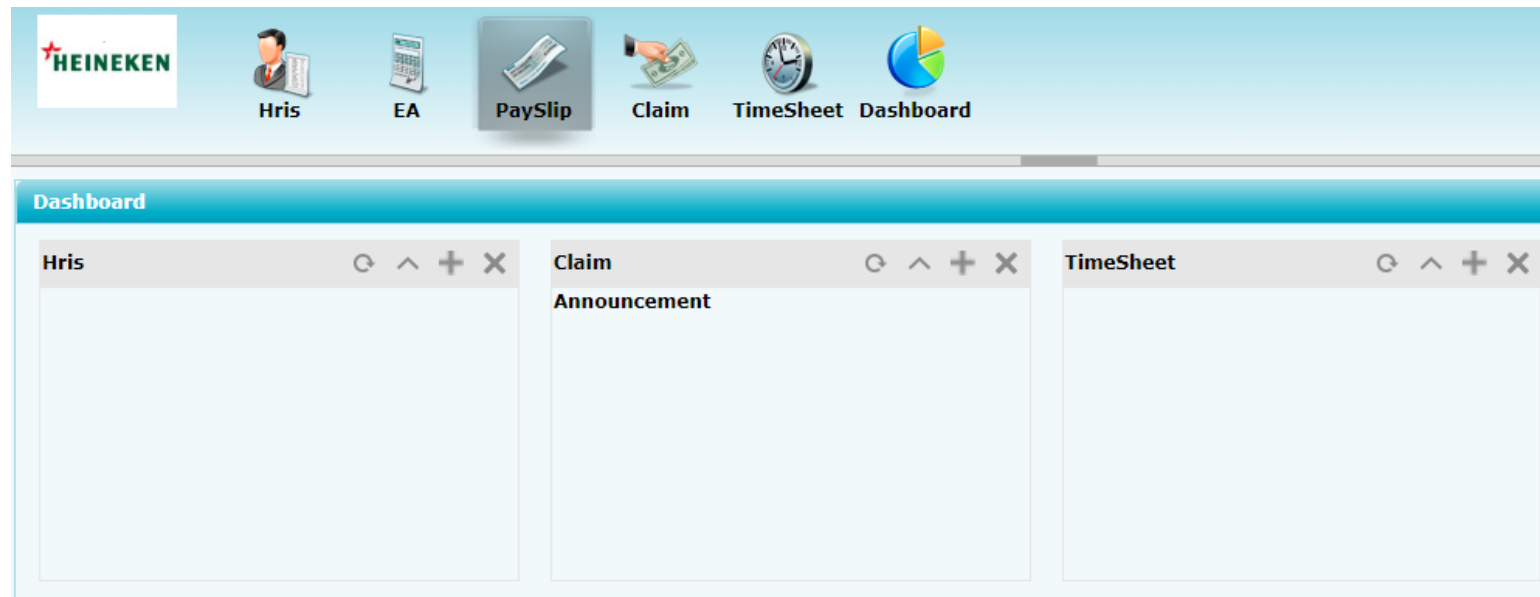 HEINEKEN
Hris EA PaySlip Claim TimeSheet Dashboard
Dashboard
Hris Claim TimeSheet
Announcement